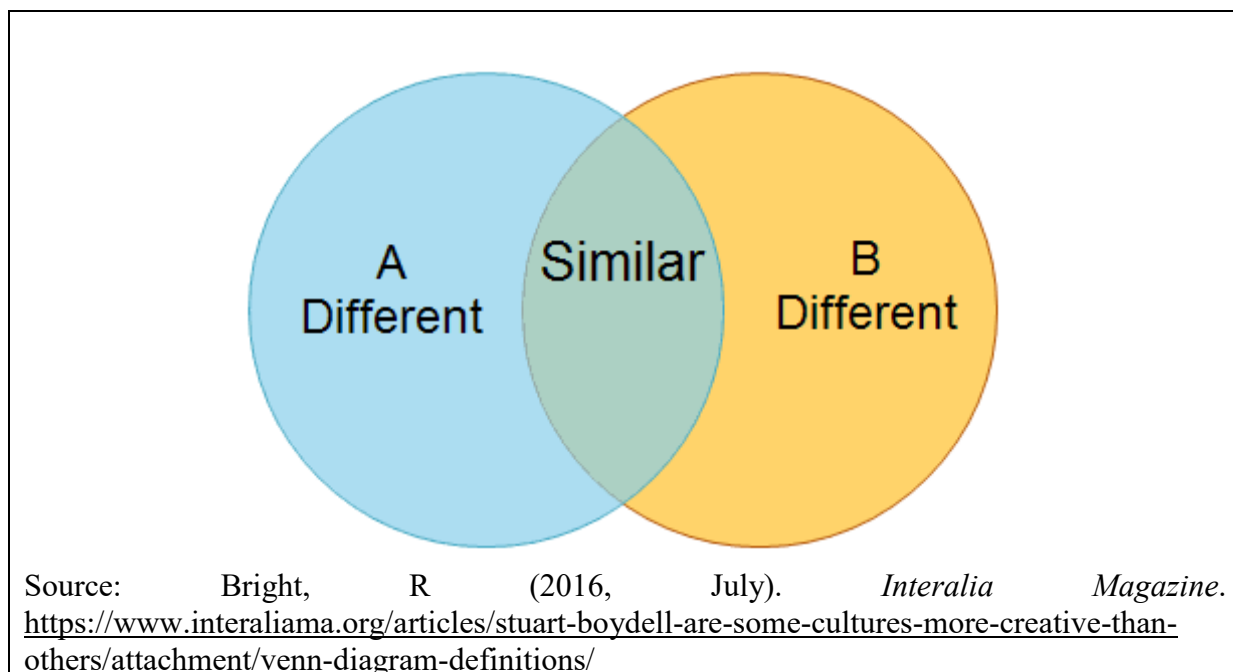 A
Different
Similar
B
Different
Source: Bright, R (2016, July). Interalia Magazine.
https://www.interaliama.org/articles/stuart-boydell-are-some-cultures-more-creative-than-
others/attachment/venn-diagram-definitions/